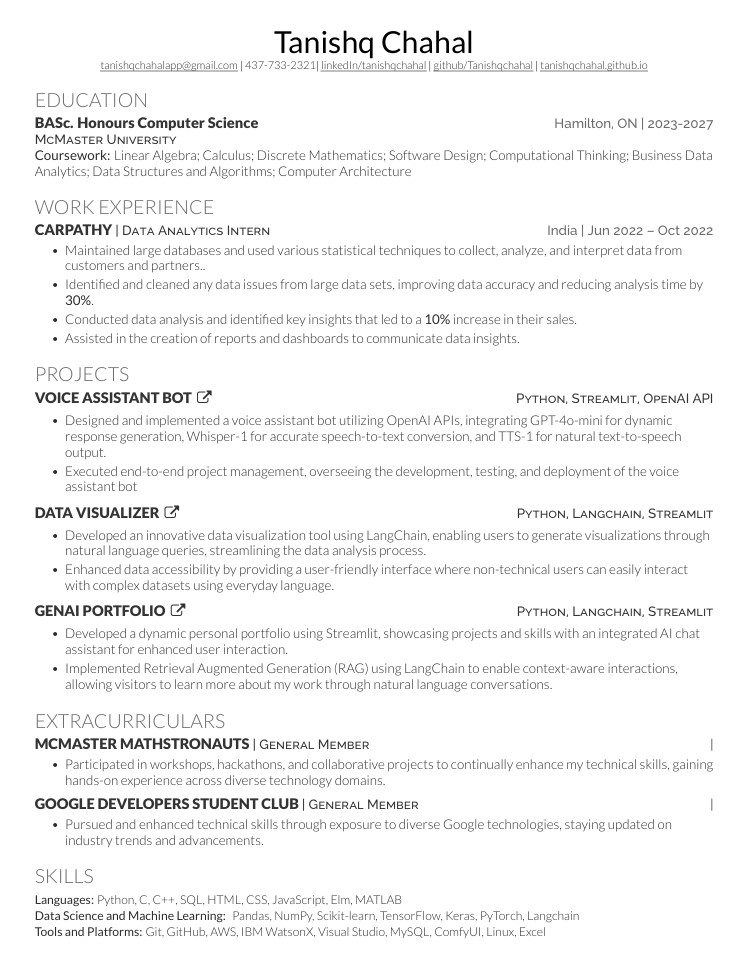 Tanishq Chahal
tanishqchahalapp@gmail.com | 437-733-2321| linkedIn/tanishqchahal | github/Tanishqchahal | tanishqchahal.github.io
EDUCATION
BASc. Honours Computer Science Hamilton, ON | 2023-2027
McMaster University
Coursework: Linear Algebra; Calculus; Discrete Mathematics; Software Design; Computational Thinking; Business Data
Analytics; Data Structures and Algorithms; Computer Architecture
WORK EXPERIENCE
CARPATHY | Data Analytics Intern India | Jun 2022 – Oct 2022
• Maintained large databases and used various statistical techniques to collect, analyze, and interpret data from
customers and partners..
• Identified and cleaned any data issues from large data sets, improving data accuracy and reducing analysis time by
30%.
• Conducted data analysis and identified key insights that led to a 10% increase in their sales.
• Assisted in the creation of reports and dashboards to communicate data insights.
PROJECTS
VOICE ASSISTANT BOT Python, Streamlit, OpenAI API
• Designed and implemented a voice assistant bot utilizing OpenAI APIs, integrating GPT-4o-mini for dynamic
response generation, Whisper-1 for accurate speech-to-text conversion, and TTS-1 for natural text-to-speech
output.
• Executed end-to-end project management, overseeing the development, testing, and deployment of the voice
assistant bot
DATA VISUALIZER Python, Langchain, Streamlit
• Developed an innovative data visualization tool using LangChain, enabling users to generate visualizations through
natural language queries, streamlining the data analysis process.
• Enhanced data accessibility by providing a user-friendly interface where non-technical users can easily interact
with complex datasets using everyday language.
GENAI PORTFOLIO Python, Langchain, Streamlit
• Developed a dynamic personal portfolio using Streamlit, showcasing projects and skills with an integrated AI chat
assistant for enhanced user interaction.
• Implemented Retrieval Augmented Generation (RAG) using LangChain to enable context-aware interactions,
allowing visitors to learn more about my work through natural language conversations.
EXTRACURRICULARS
MCMASTER MATHSTRONAUTS | General Member |
• Participated in workshops, hackathons, and collaborative projects to continually enhance my technical skills, gaining
hands-on experience across diverse technology domains.
GOOGLE DEVELOPERS STUDENT CLUB | General Member |
• Pursued and enhanced technical skills through exposure to diverse Google technologies, staying updated on
industry trends and advancements.
SKILLS
Languages: Python, C, C++, SQL, HTML, CSS, JavaScript, Elm, MATLAB
Data Science and Machine Learning: Pandas, NumPy, Scikit-learn, TensorFlow, Keras, PyTorch, Langchain
Tools and Platforms: Git, GitHub, AWS, IBM WatsonX, Visual Studio, MySQL, ComfyUI, Linux, Excel